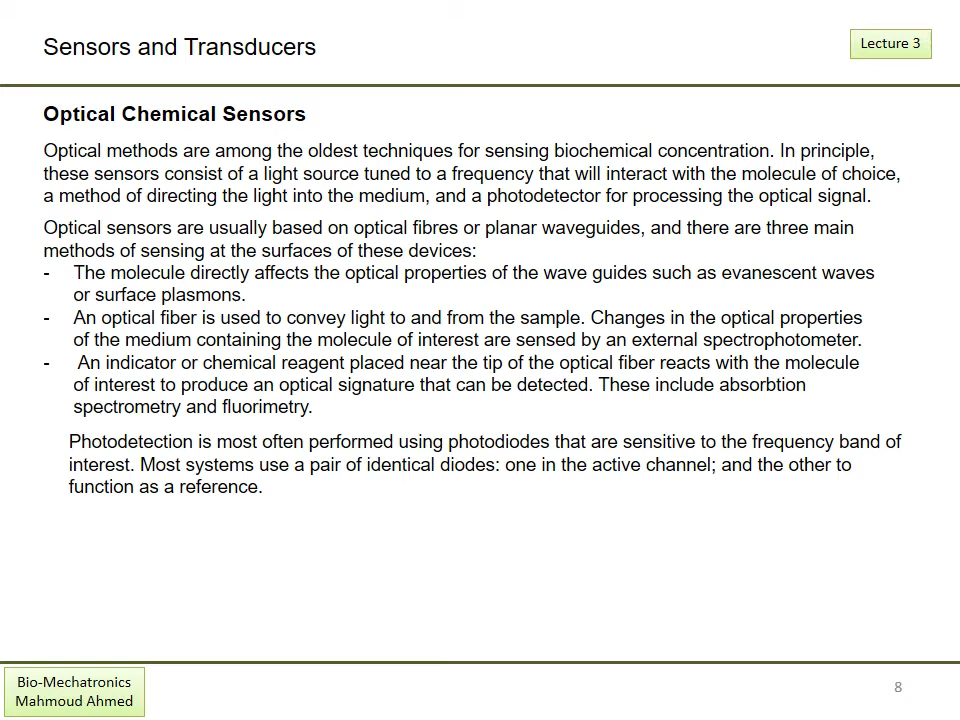 Sensors and Transducers
Lecture 3
Optical Chemical Sensors
Optical methods are among the oldest techniques for sensing biochemical concentration. In principle,
these sensors consist of a light source tuned to a frequency that will interact with the molecule of choice,
a method of directing the light into the medium, and a photodetector for processing the optical signal.
Optical sensors are usually based on optical fibres or planar waveguides, and there are three main
methods of sensing at the surfaces of these devices:
- The molecule directly affects the optical properties of the wave guides such as evanescent waves
or surface plasmons.
- An optical fiber is used to convey light to and from the sample. Changes in the optical properties
of the medium containing the molecule of interest are sensed by an external spectrophotometer.
- An indicator or chemical reagent placed near the tip of the optical fiber reacts with the molecule
of interest to produce an optical signature that can be detected. These include absorbtion
spectrometry and fluorimetry.
Photodetection is most often performed using photodiodes that are sensitive to the frequency band of
interest. Most systems use a pair of identical diodes: one in the active channel; and the other to
function as a reference.
Bio-Mechatronics
Mahmoud Ahmed
8